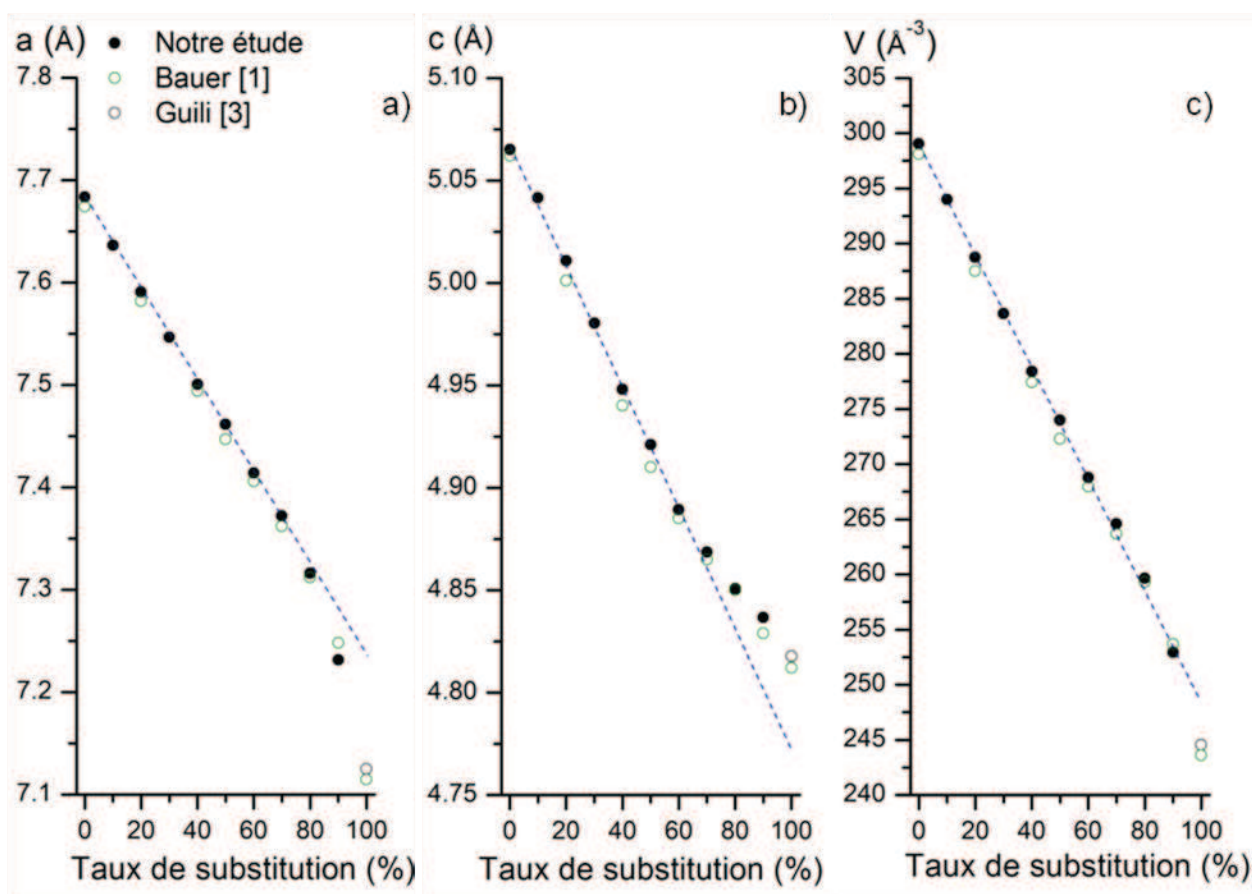 a (Å)
Notre étude
Bauer [1]
Guili [3]
a)
7.8
7.7
7.6
7.5
7.4
7.3
7.2
7.1
0 20 40 60 80 100
Taux de substitution (%)
c (Å)
b)
5.10
5.05
5.00
4.95
4.90
4.85
4.80
4.75
0 20 40 60 80 100
Taux de substitution (%)
V (Å⁻³)
c)
305
300
295
290
285
280
275
270
265
260
255
250
245
240
0 20 40 60 80 100
Taux de substitution (%)